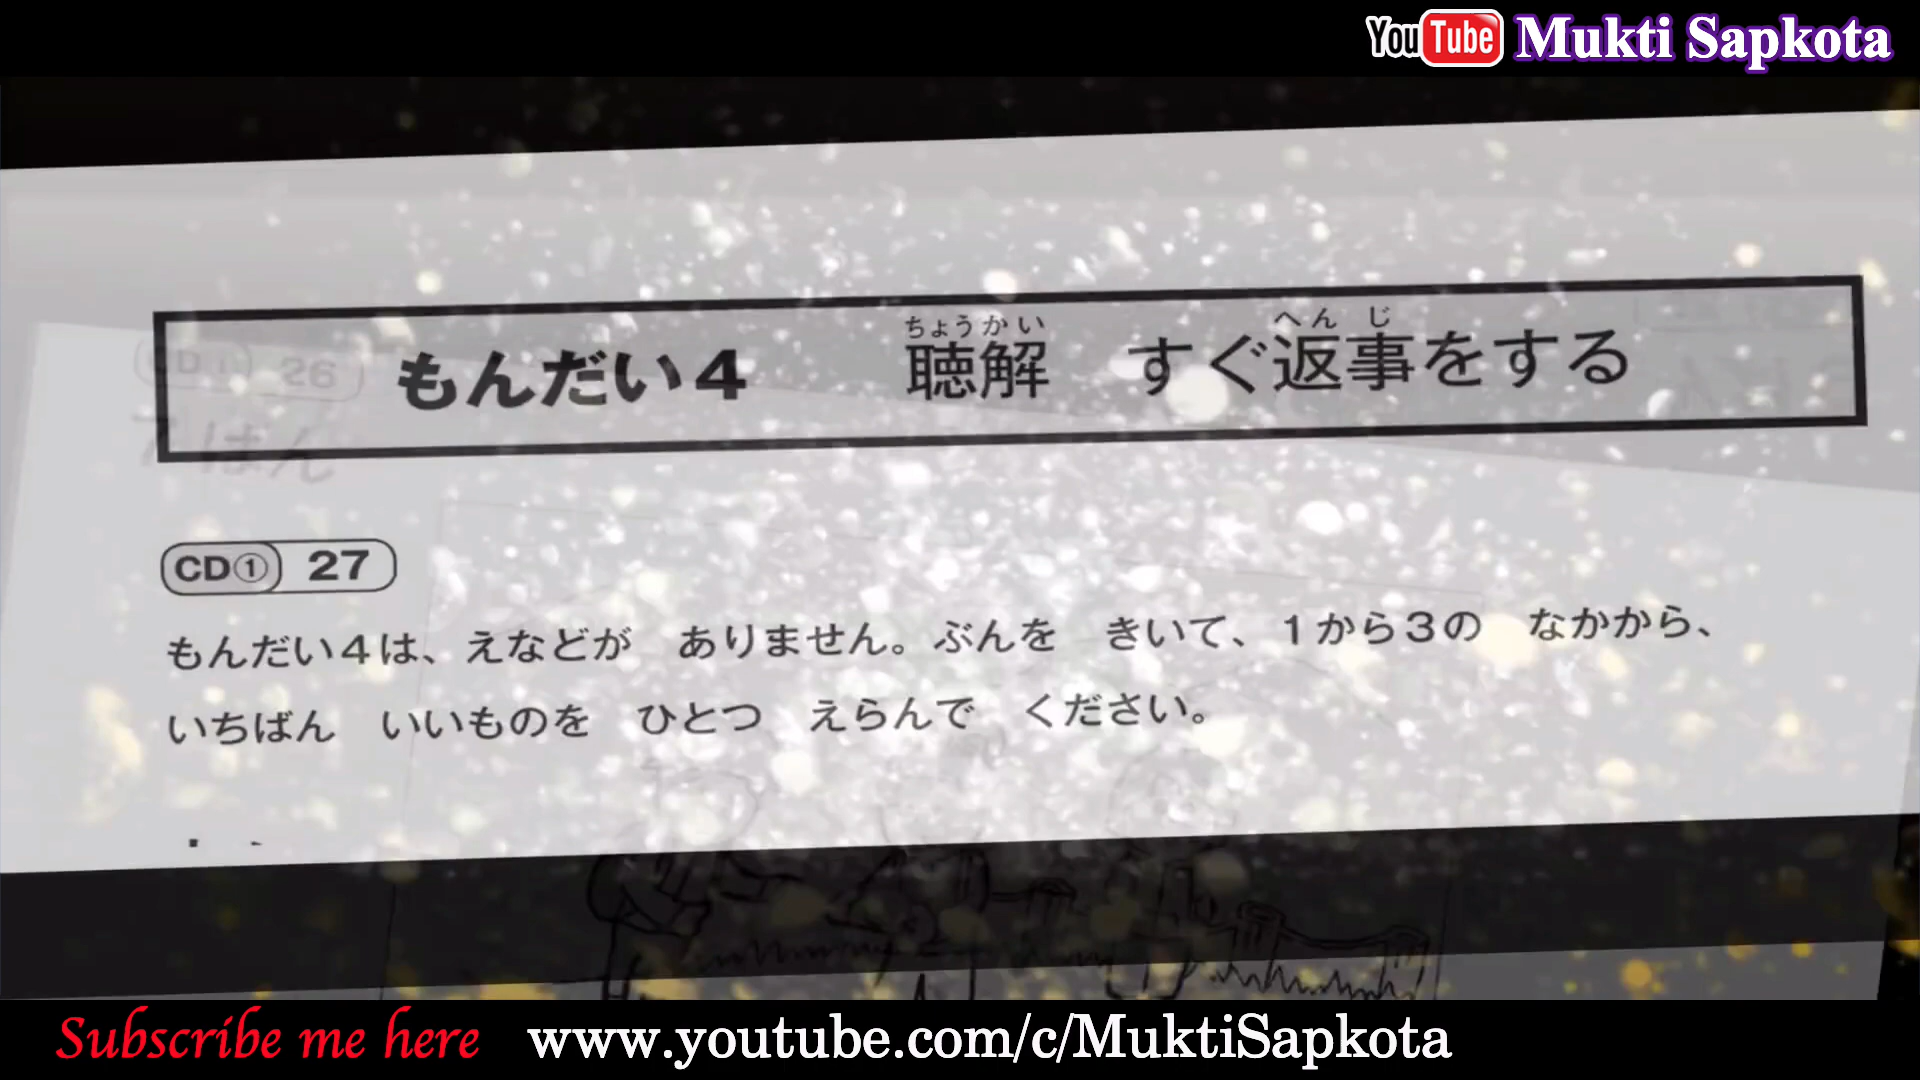 YouTube Mukti Sapkota
ちょうかい へんじ
もんだい4 聴解 すぐ返事をする
CD① 26
ばん
CD① 27
もんだい4は、えなどが ありません。ぶんを きいて、1から3の なかから、
いちばん いいものを ひとつ えらんで ください。
Subscribe me here www.youtube.com/c/MuktiSapkota